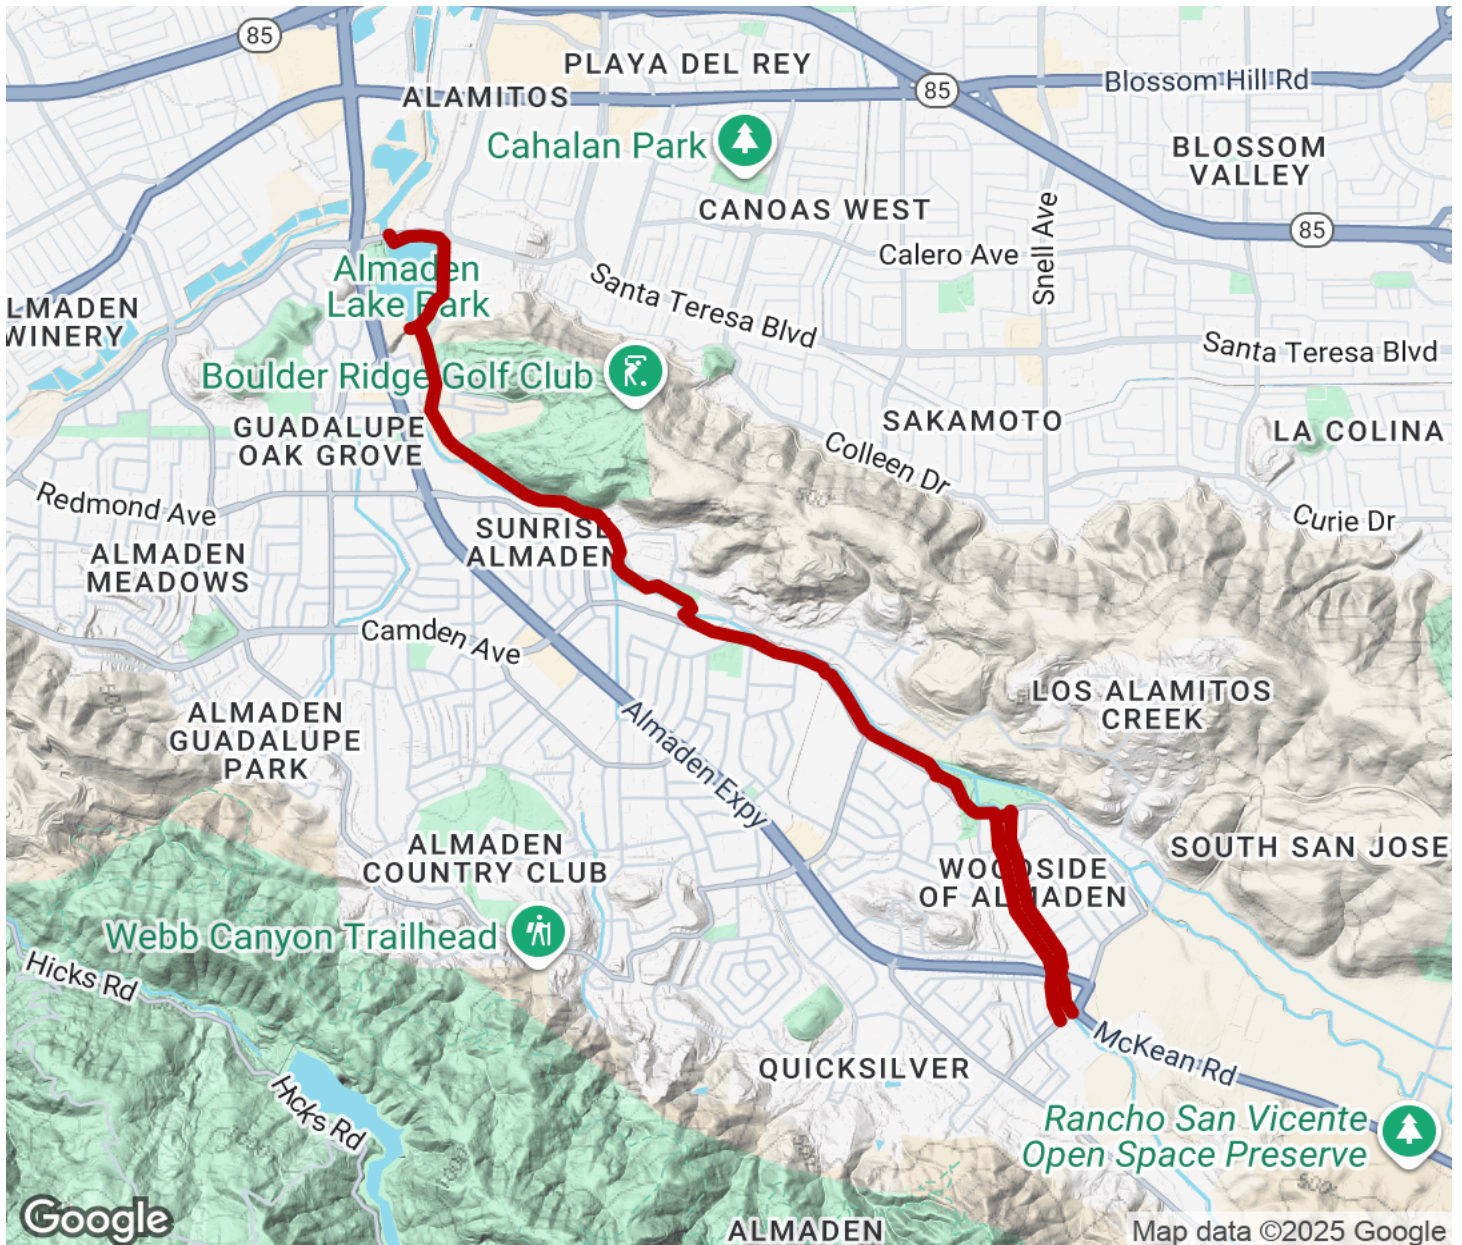 85
PLAYA DEL REY
85
Blossom Hill Rd
ALAMITOS
Cahalan Park
BLOSSOM
VALLEY
CANOAS WEST
Snell Ave
85
Calero Ave
Almaden
Lake Park
Santa Teresa Blvd
LMADEN
WINERY
Santa Teresa Blvd
Boulder Ridge Golf Club
GUADALUPE
OAK GROVE
SAKAMOTO
LA COLINA
Colleen Dr
Redmond Ave
Curie Dr
SUNRISE
ALMADEN
ALMADEN
MEADOWS
Camden Ave
LOS ALAMITOS
CREEK
ALMADEN
GUADALUPE
PARK
Almaden Expy
ALMADEN
COUNTRY CLUB
SOUTH SAN JOSE
WOODSIDE
OF ALMADEN
Webb Canyon Trailhead
Hicks Rd
McKean Rd
QUICKSILVER
Hicks Rd
Rancho San Vicente
Open Space Preserve
Google
ALMADEN
Map data ©2025 Google